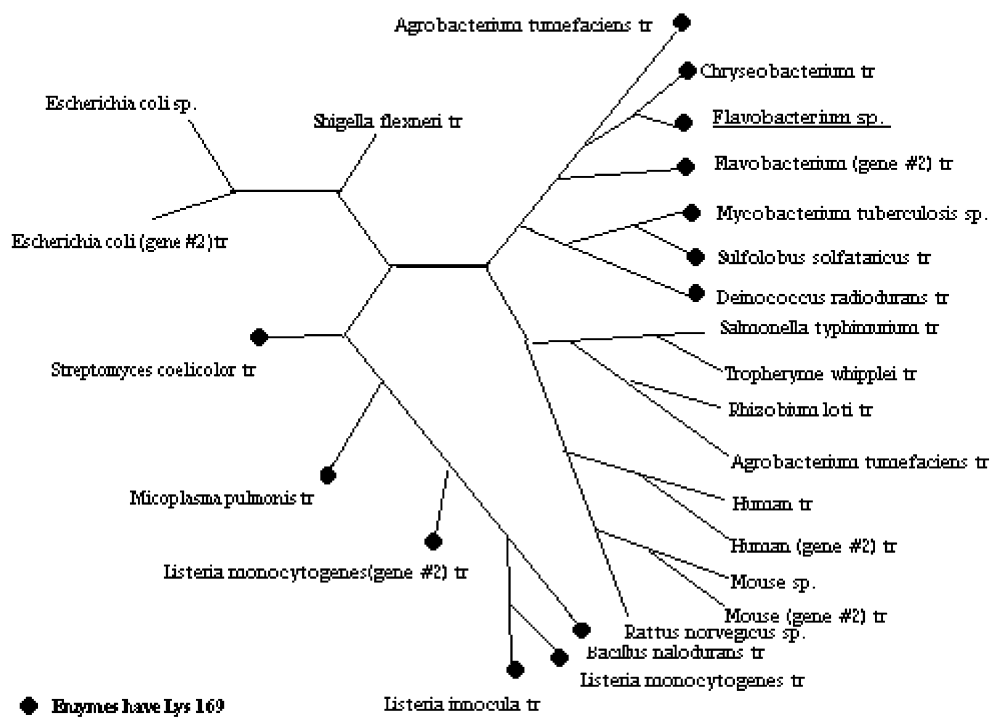 Agrobacterium tumefaciens tr
Chryseobacterium tr
Escherichia coli sp.
Shigella flexneri tr
Flavobacterium sp.
Flavobacterium (gene #2) tr
Mycobacterium tuberculosis sp.
Escherichia coli (gene #2)tr
Sulfolobus solfataricus tr
Deinococcus radiodurans tr
Salmonella typhimurium tr
Streptomyces coelicolor tr
Tropheryme whipplei tr
Rhizobium loti tr
Agrobacterium tumefaciens tr
Micoplasma pulmonis tr
Human tr
Human (gene #2) tr
Listeria monocytogenes(gene #2) tr
Mouse sp.
Mouse (gene #2) tr
Rattus norvegicus sp.
Bacillus nalodurans tr
Listeria monocytogenes tr
Listeria innocula tr
Enzymes have Lys 169